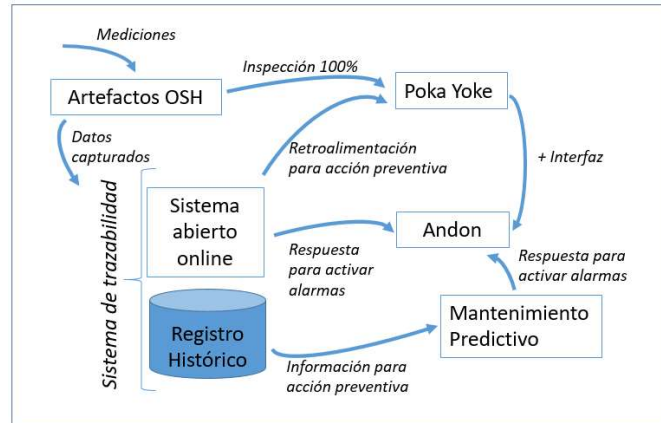 Mediciones
Inspección 100%
Artefactos OSH
Poka Yoke
Datos
capturados
Retroalimentación
para acción preventiva
+ Interfaz
Sistema de trazabilidad
Sistema
abierto
online
Andon
Respuesta
para activar
alarmas
Respuesta para
activar alarmas
Registro
Histórico
Mantenimiento
Predictivo
Información para
acción preventiva